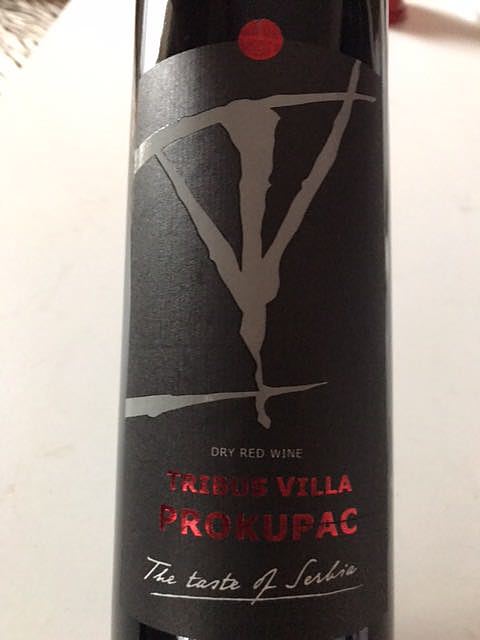 DRY RED WINE
TRIBUS VILLA
PROKUPAC
The taste of Serbia